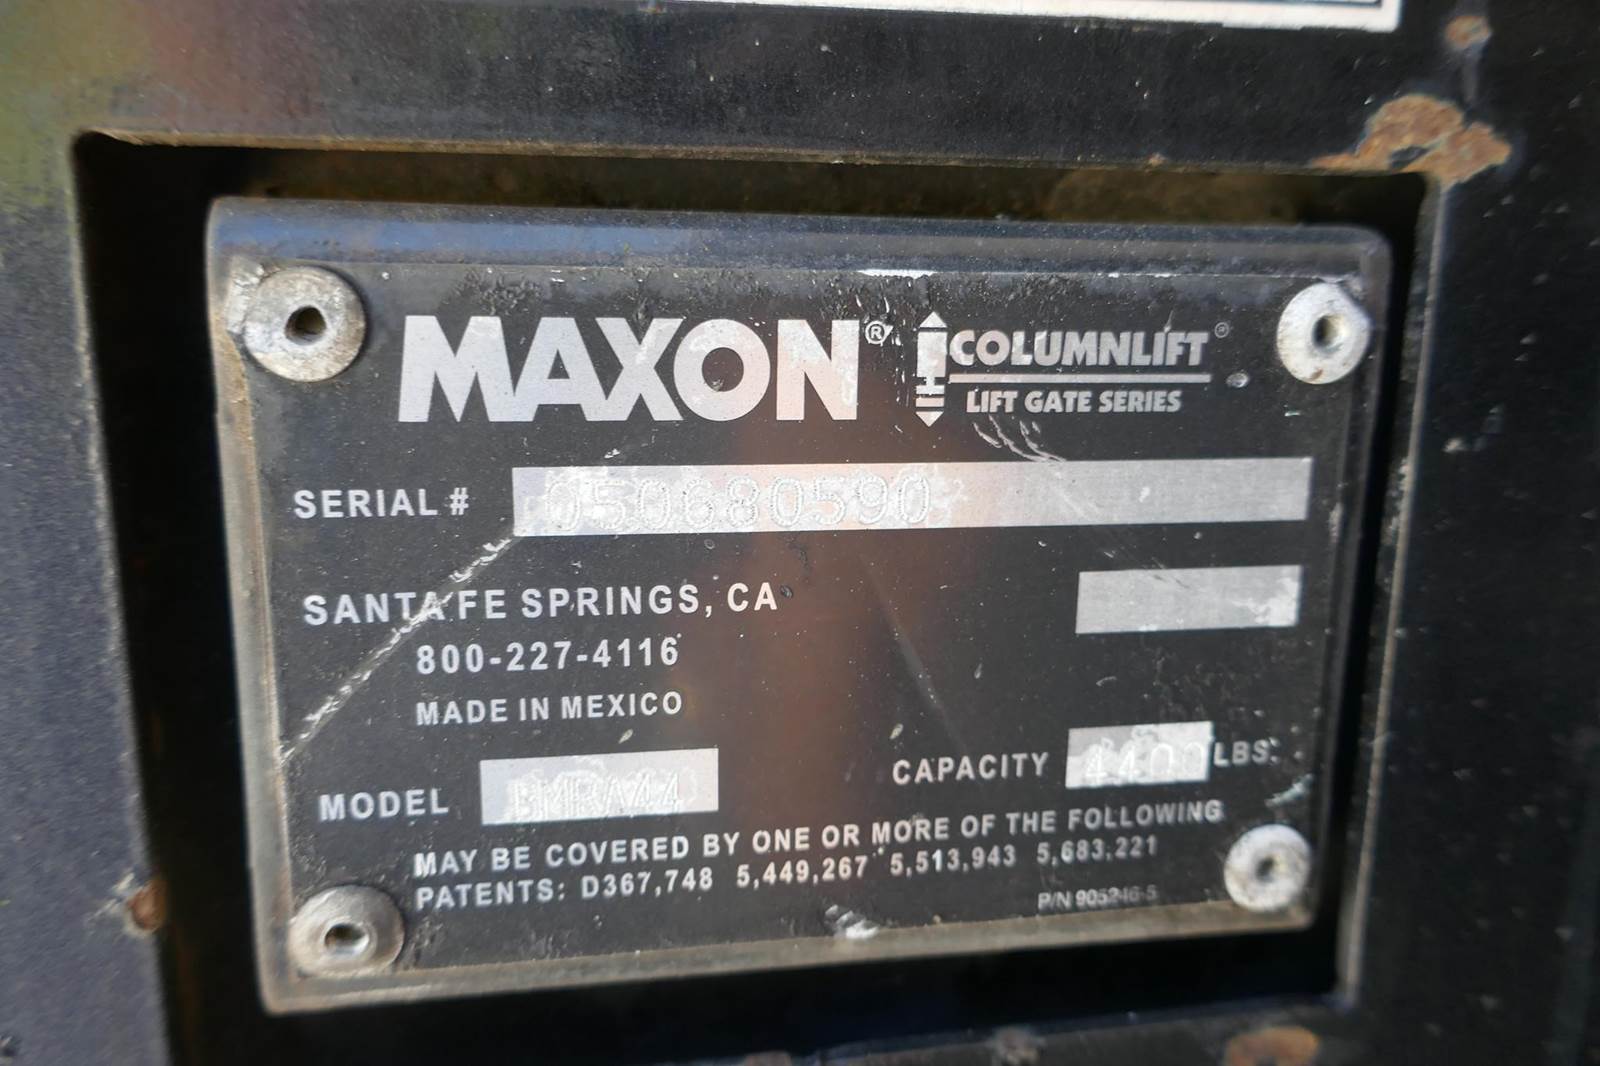 MAXON® COLUMNLIFT®
LIFT GATE SERIES
SERIAL # 050680590
SANTA FE SPRINGS, CA
800-227-4116
MADE IN MEXICO
MODEL BMRA44
CAPACITY 4400 LBS.
MAY BE COVERED BY ONE OR MORE OF THE FOLLOWING
PATENTS: D367,748 5,449,267 5,513,943 5,683,221
P/N 905246-5